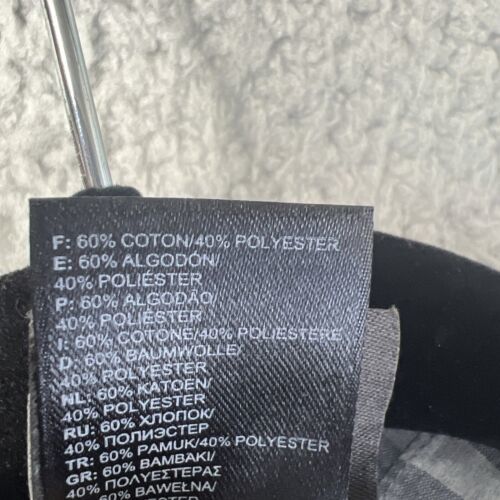 F: 60% COTON/40% POLYESTER
E: 60% ALGODÓN/
40% POLIÉSTER
P: 60% ALGODÃO/
40% POLIÉSTER
I: 60% COTONE/40% POLIESTERE
D: 60% BAUMWOLLE/
40% POLYESTER
NL: 60% KATOEN/
40% POLYESTER
RU: 60% ХЛОПОК/
40% ПОЛИЭСТЕР
TR: 60% PAMUK/40% POLYESTER
GR: 60% BAMBAKI/
40% ΠΟΛΥΕΣΤΕΡΑΣ
60% BAWEŁNA/
ESTER